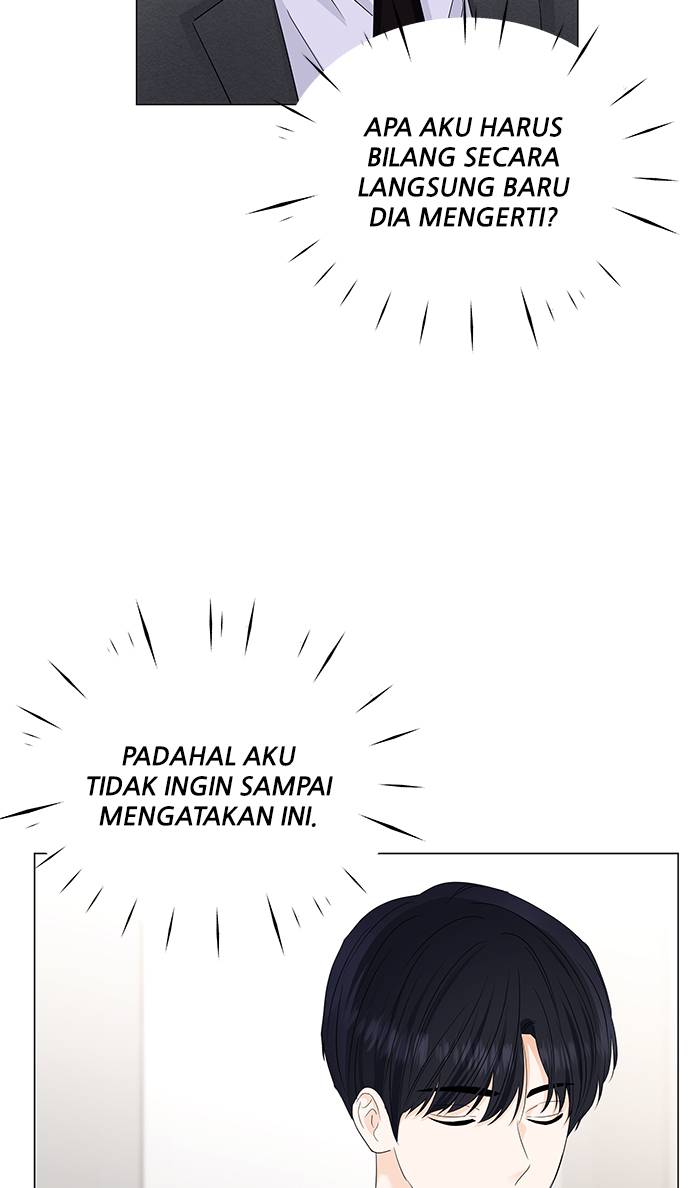 APA AKU HARUS
BILANG SECARA
LANGSUNG BARU
DIA MENGERTI?
PADAHAL AKU
TIDAK INGIN SAMPAI
MENGATAKAN INI.